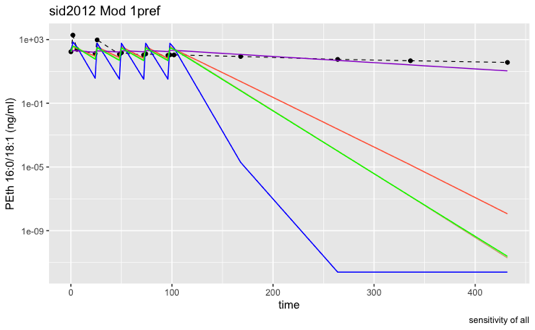 sid2012 Mod 1pref
PEth 16:0/18:1 (ng/ml)
1e+03
1e-01
1e-05
1e-09
0
100
200
300
400
time
sensitivity of all